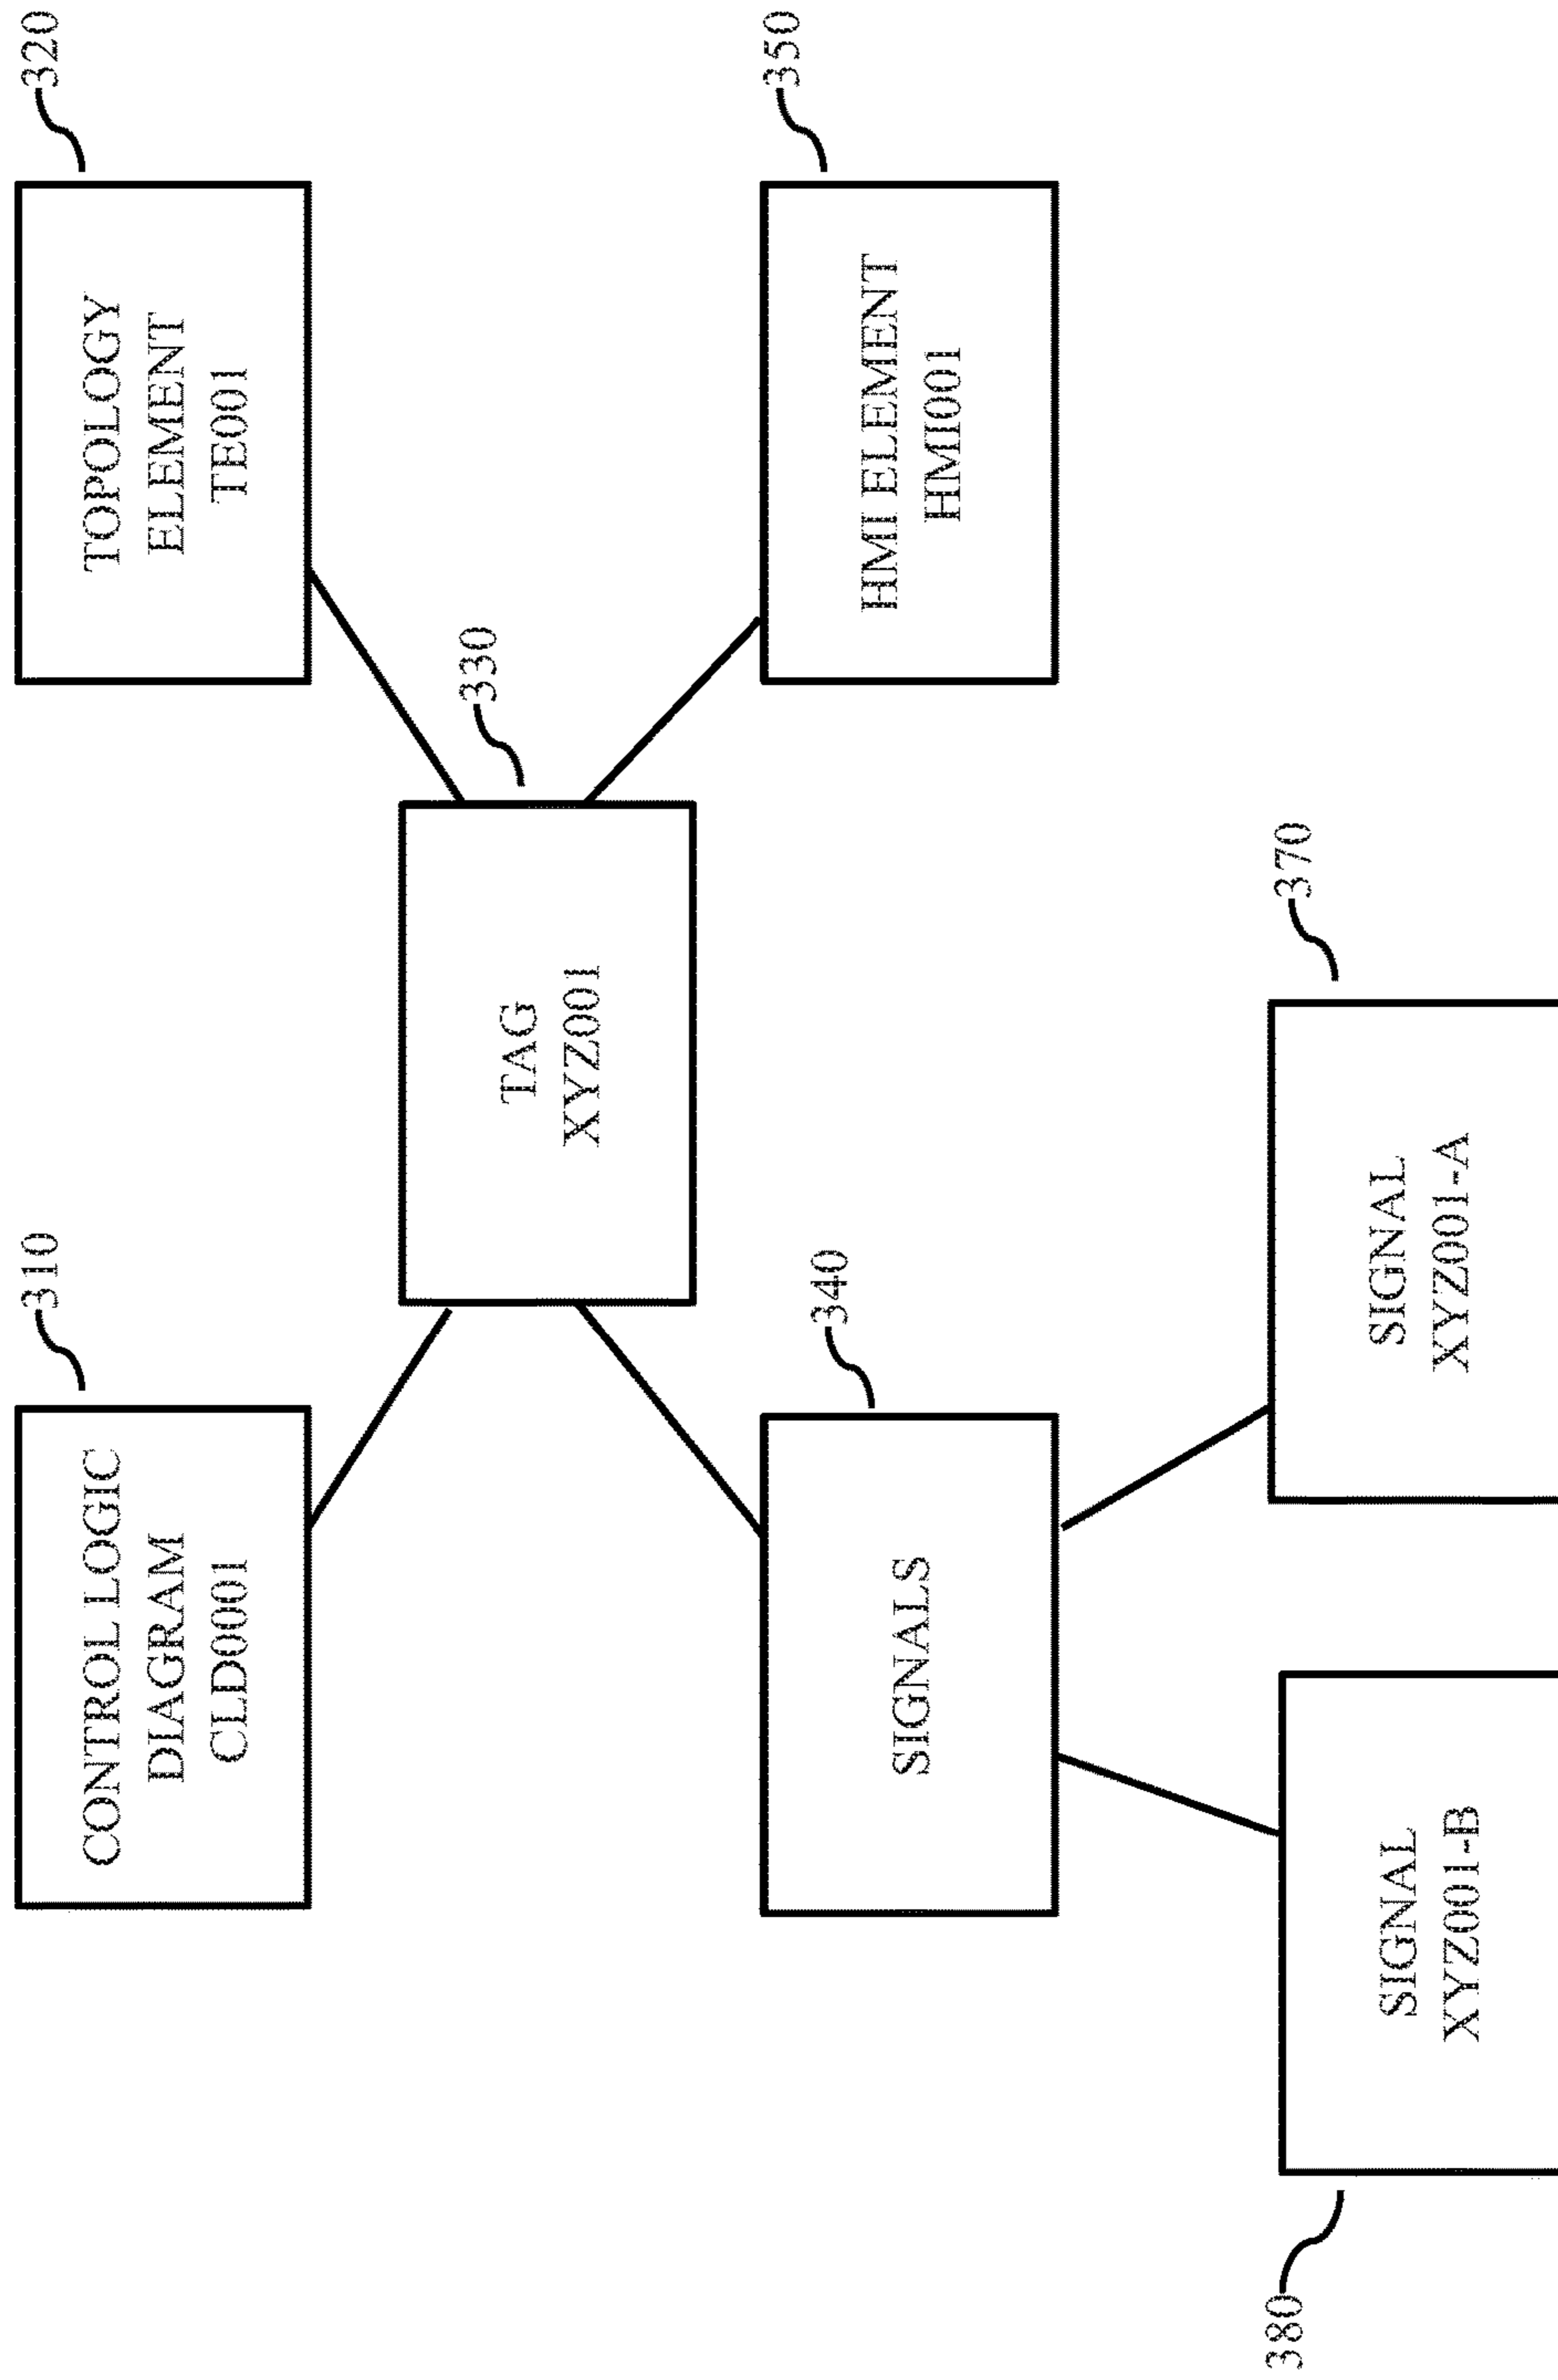 310
CONTROL LOGIC
DIAGRAM
CLD0001
320
TOPOLOGY
ELEMENT
TE001
330
TAG
XYZ001
340
SIGNALS
350
HMI ELEMENT
HMI001
380
SIGNAL
XYZ001-B
370
SIGNAL
XYZ001-A